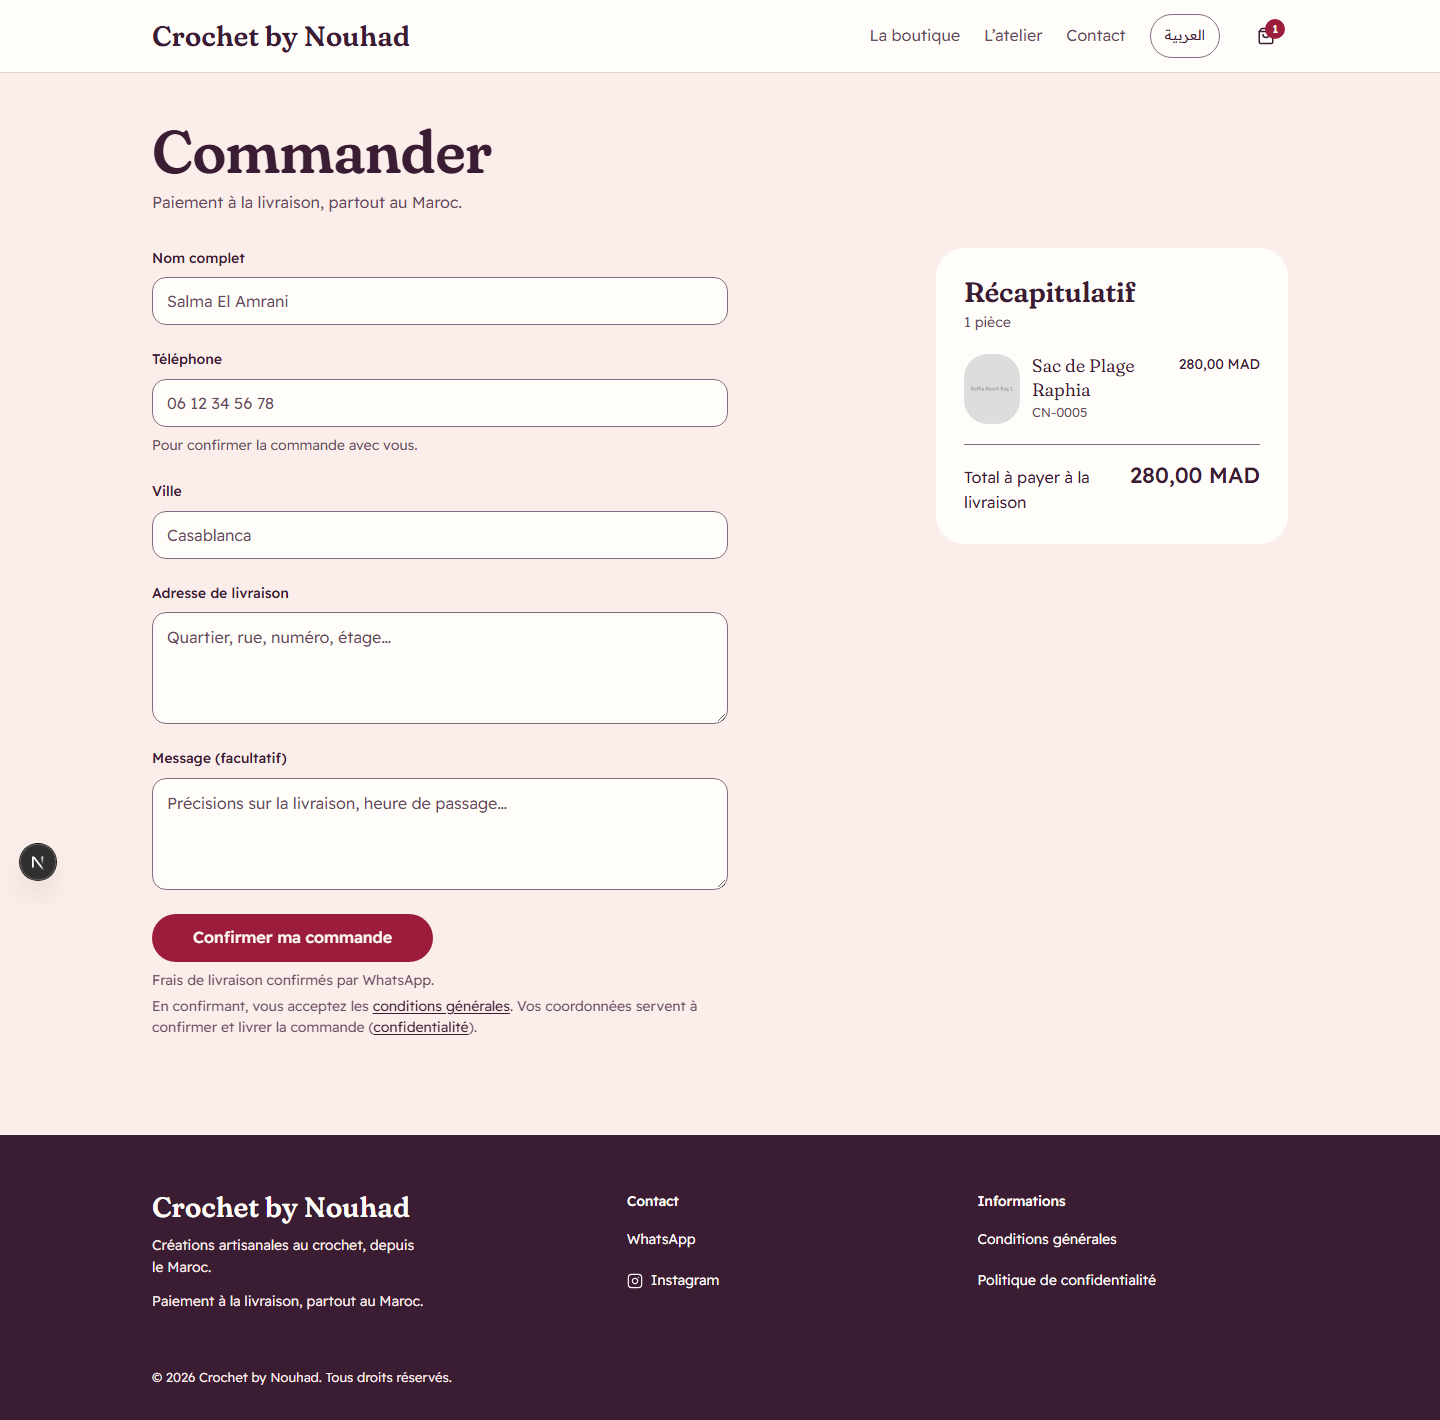 Crochet by Nouhad
La boutique
L'atelier
Contact
العربية
1
Commander
Paiement à la livraison, partout au Maroc.
Nom complet
Salma El Amrani
Téléphone
06 12 34 56 78
Pour confirmer la commande avec vous.
Ville
Casablanca
Adresse de livraison
Quartier, rue, numéro, étage…
Message (facultatif)
Précisions sur la livraison, heure de passage…
Confirmer ma commande
Frais de livraison confirmés par WhatsApp.
En confirmant, vous acceptez les conditions générales. Vos coordonnées servent à
confirmer et livrer la commande (confidentialité).
Récapitulatif
1 pièce
Raffia Beach Bag 1
Sac de Plage
Raphia
280,00 MAD
CN-0005
Total à payer à la
livraison
280,00 MAD
N
Crochet by Nouhad
Créations artisanales au crochet, depuis
le Maroc.
Paiement à la livraison, partout au Maroc.
Contact
WhatsApp
Instagram
Informations
Conditions générales
Politique de confidentialité
© 2026 Crochet by Nouhad. Tous droits réservés.